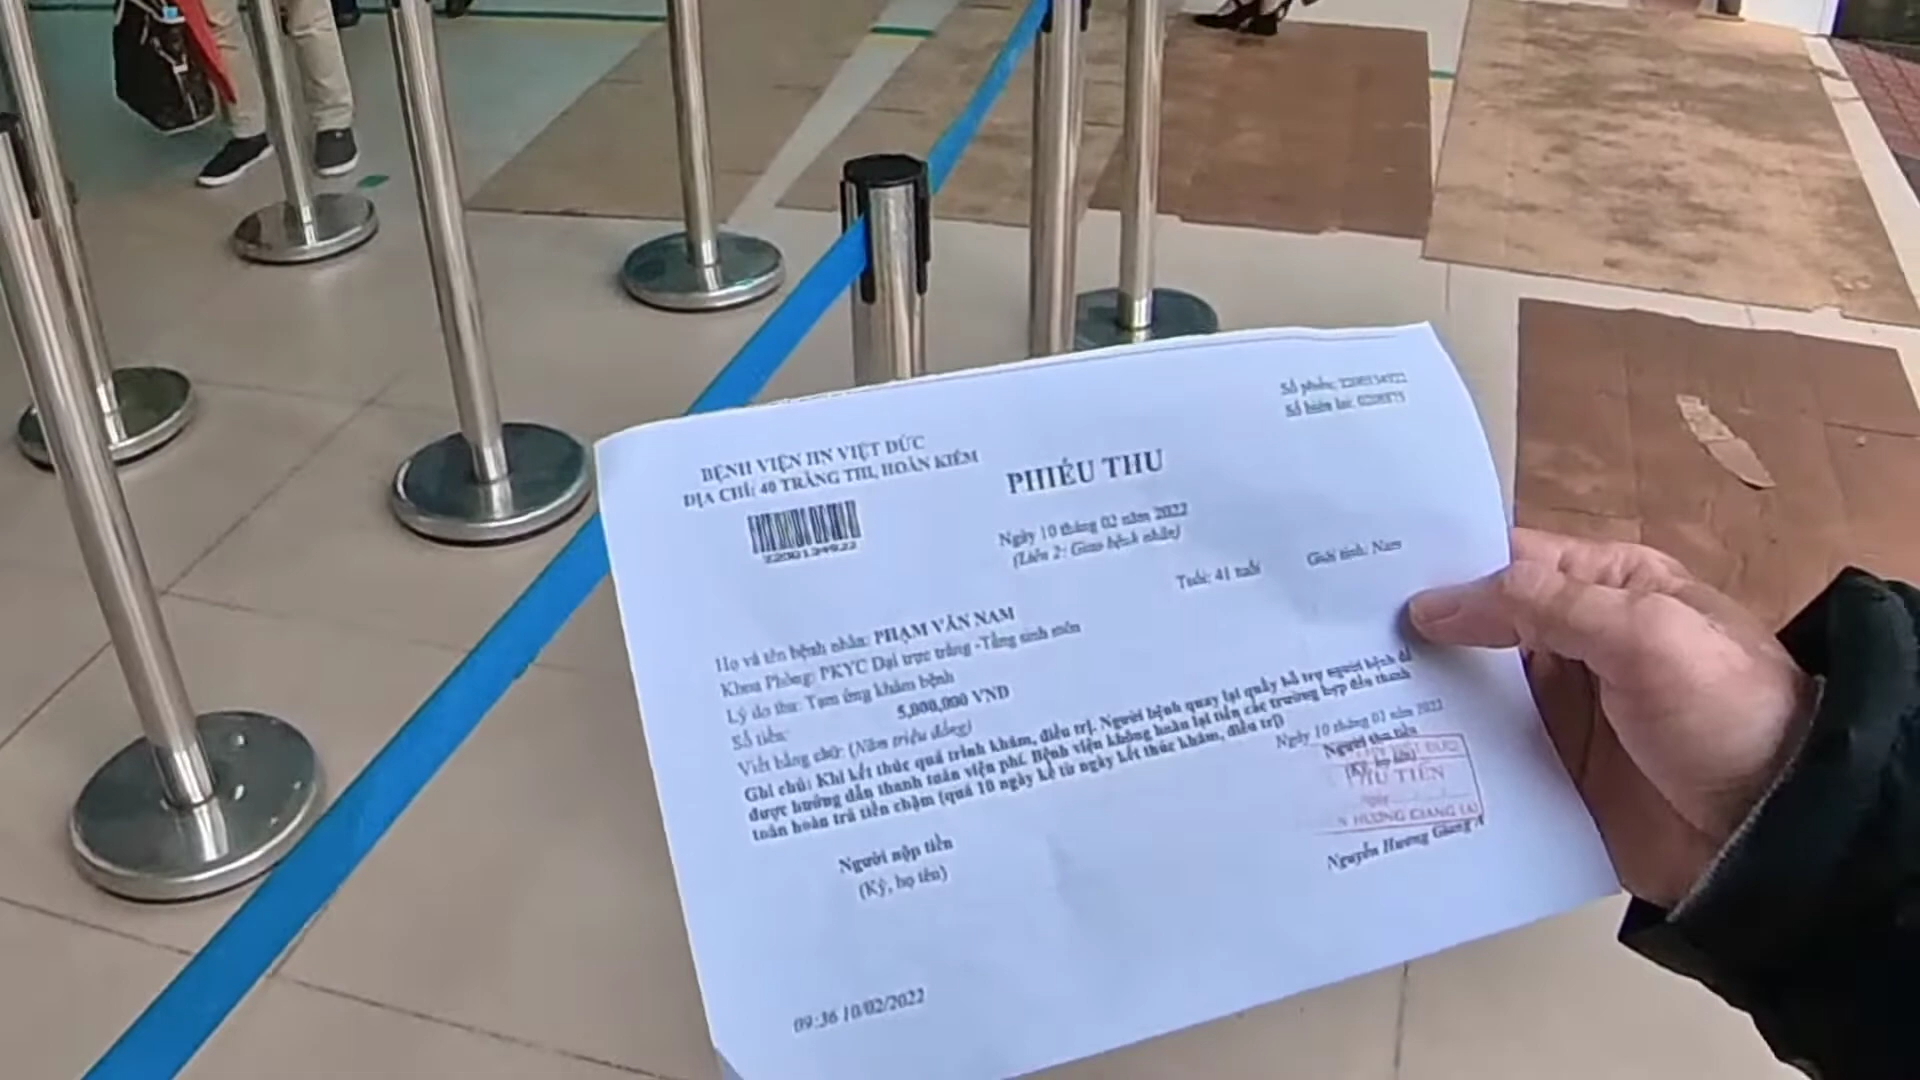 BỆNH VIỆN HN VIỆT ĐỨC
ĐỊA CHỈ: 40 TRÀNG THI, HOÀN KIẾM
2200134922
Số phiếu: 2200134922
Số biên lai:
PHIẾU THU
Ngày 10 tháng 02 năm 2022
(Liên 2: Giao bệnh nhân)
Họ và tên bệnh nhân: PHẠM VĂN NAM
Tuổi: 41 tuổi
Giới tính: Nam
Khoa Phòng: PKYC Đại trực tràng -Tầng sinh môn
Lý do thu: Tạm ứng khám bệnh
Số tiền: 5,000,000 VND
Viết bằng chữ: (Năm triệu đồng)
Ghi chú: Khi kết thúc quá trình khám, điều trị. Người bệnh quay lại quầy hỗ trợ người bệnh để
được hướng dẫn thanh toán viện phí. Bệnh viện không hoàn lại tiền các trường hợp đến thanh
toán hoàn trả tiền chậm (quá 10 ngày kể từ ngày kết thúc khám, điều trị)
Ngày 10 tháng 02 năm 2022
Người thu tiền
(Ký, họ tên)
THU TIỀN
HƯƠNG GIANG (A)
Nguyễn Hương Giang A
Người nộp tiền
(Ký, họ tên)
09:36 10/02/2022